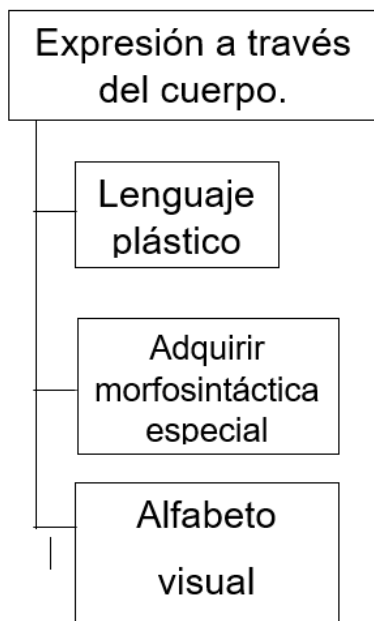 Expresión a través
del cuerpo.
Lenguaje
plástico
Adquirir
morfosintáctica
especial
Alfabeto
visual